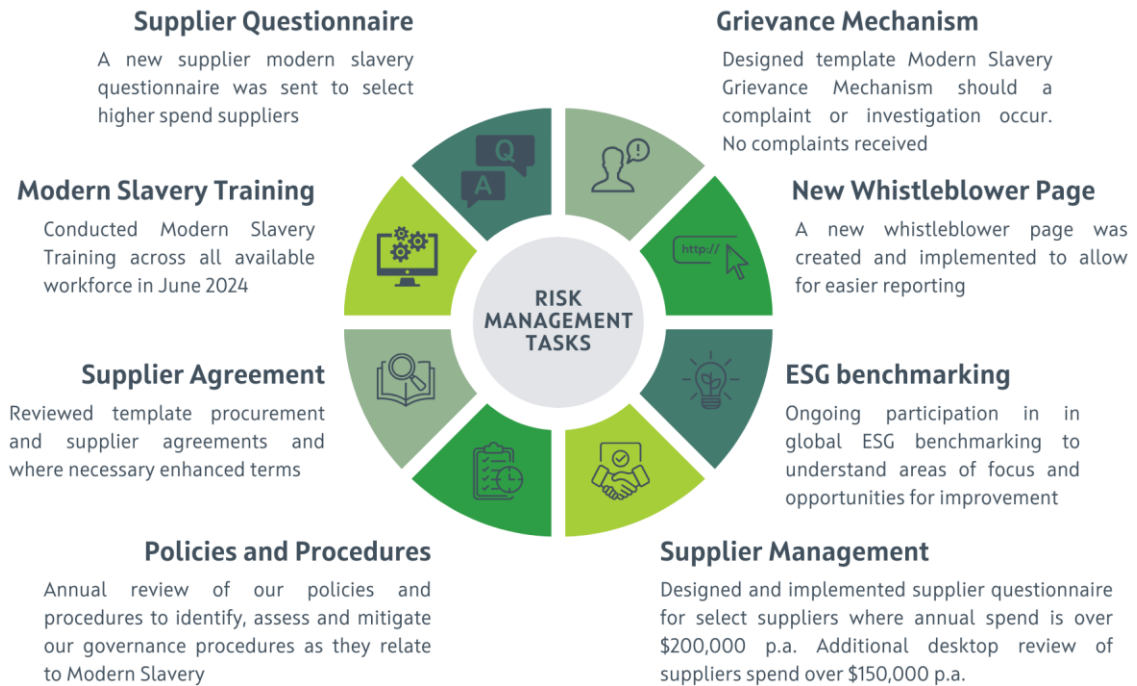 Supplier Questionnaire
A new supplier modern slavery
questionnaire was sent to select
higher spend suppliers
Grievance Mechanism
Designed template Modern Slavery
Grievance Mechanism should a
complaint or investigation occur.
No complaints received
Q
A
Modern Slavery Training
Conducted Modern Slavery
Training across all available
workforce in June 2024
New Whistleblower Page
A new whistleblower page was
created and implemented to allow
for easier reporting
http://
RISK
MANAGEMENT
TASKS
Supplier Agreement
Reviewed template procurement
and supplier agreements and
where necessary enhanced terms
ESG benchmarking
Ongoing participation in in
global ESG benchmarking to
understand areas of focus and
opportunities for improvement
Policies and Procedures
Annual review of our policies and
procedures to identify, assess and mitigate
our governance procedures as they relate
to Modern Slavery
Supplier Management
Designed and implemented supplier questionnaire
for select suppliers where annual spend is over
$200,000 p.a. Additional desktop review of
suppliers spend over $150,000 p.a.